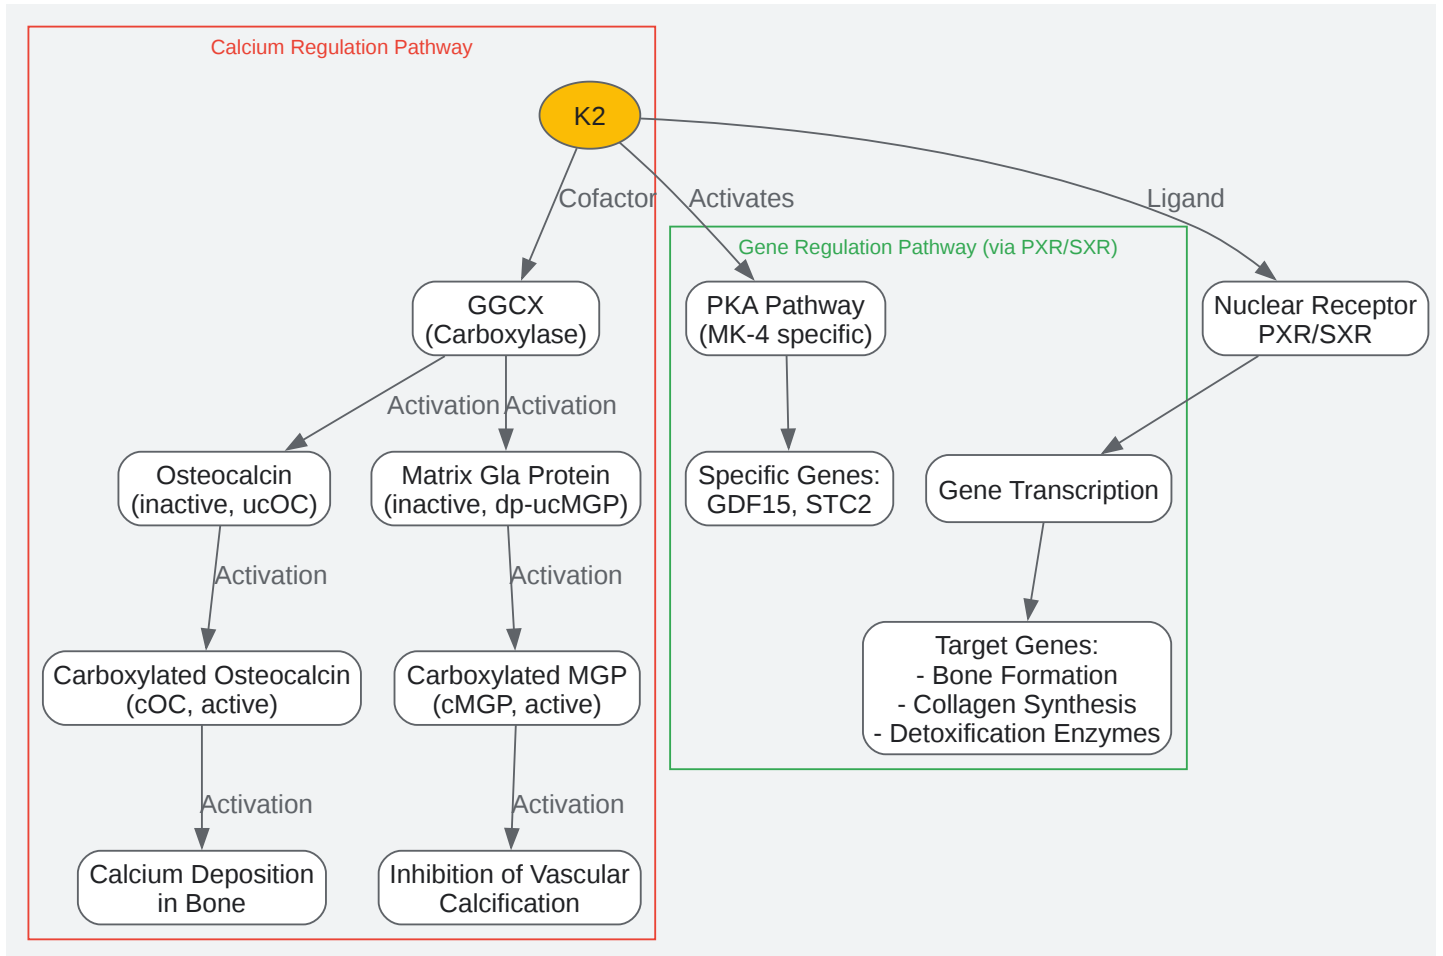 Calcium Regulation Pathway
K2
Cofactor
Activates
Ligand
Gene Regulation Pathway (via PXR/SXR)
GGCX
(Carboxylase)
PKA Pathway
(MK-4 specific)
Nuclear Receptor
PXR/SXR
Activation
Activation
Osteocalcin
(inactive, ucOC)
Matrix Gla Protein
(inactive, dp-ucMGP)
Specific Genes:
GDF15, STC2
Gene Transcription
Activation
Activation
Carboxylated Osteocalcin
(cOC, active)
Carboxylated MGP
(cMGP, active)
Target Genes:
- Bone Formation
- Collagen Synthesis
- Detoxification Enzymes
Activation
Activation
Calcium Deposition
in Bone
Inhibition of Vascular
Calcification